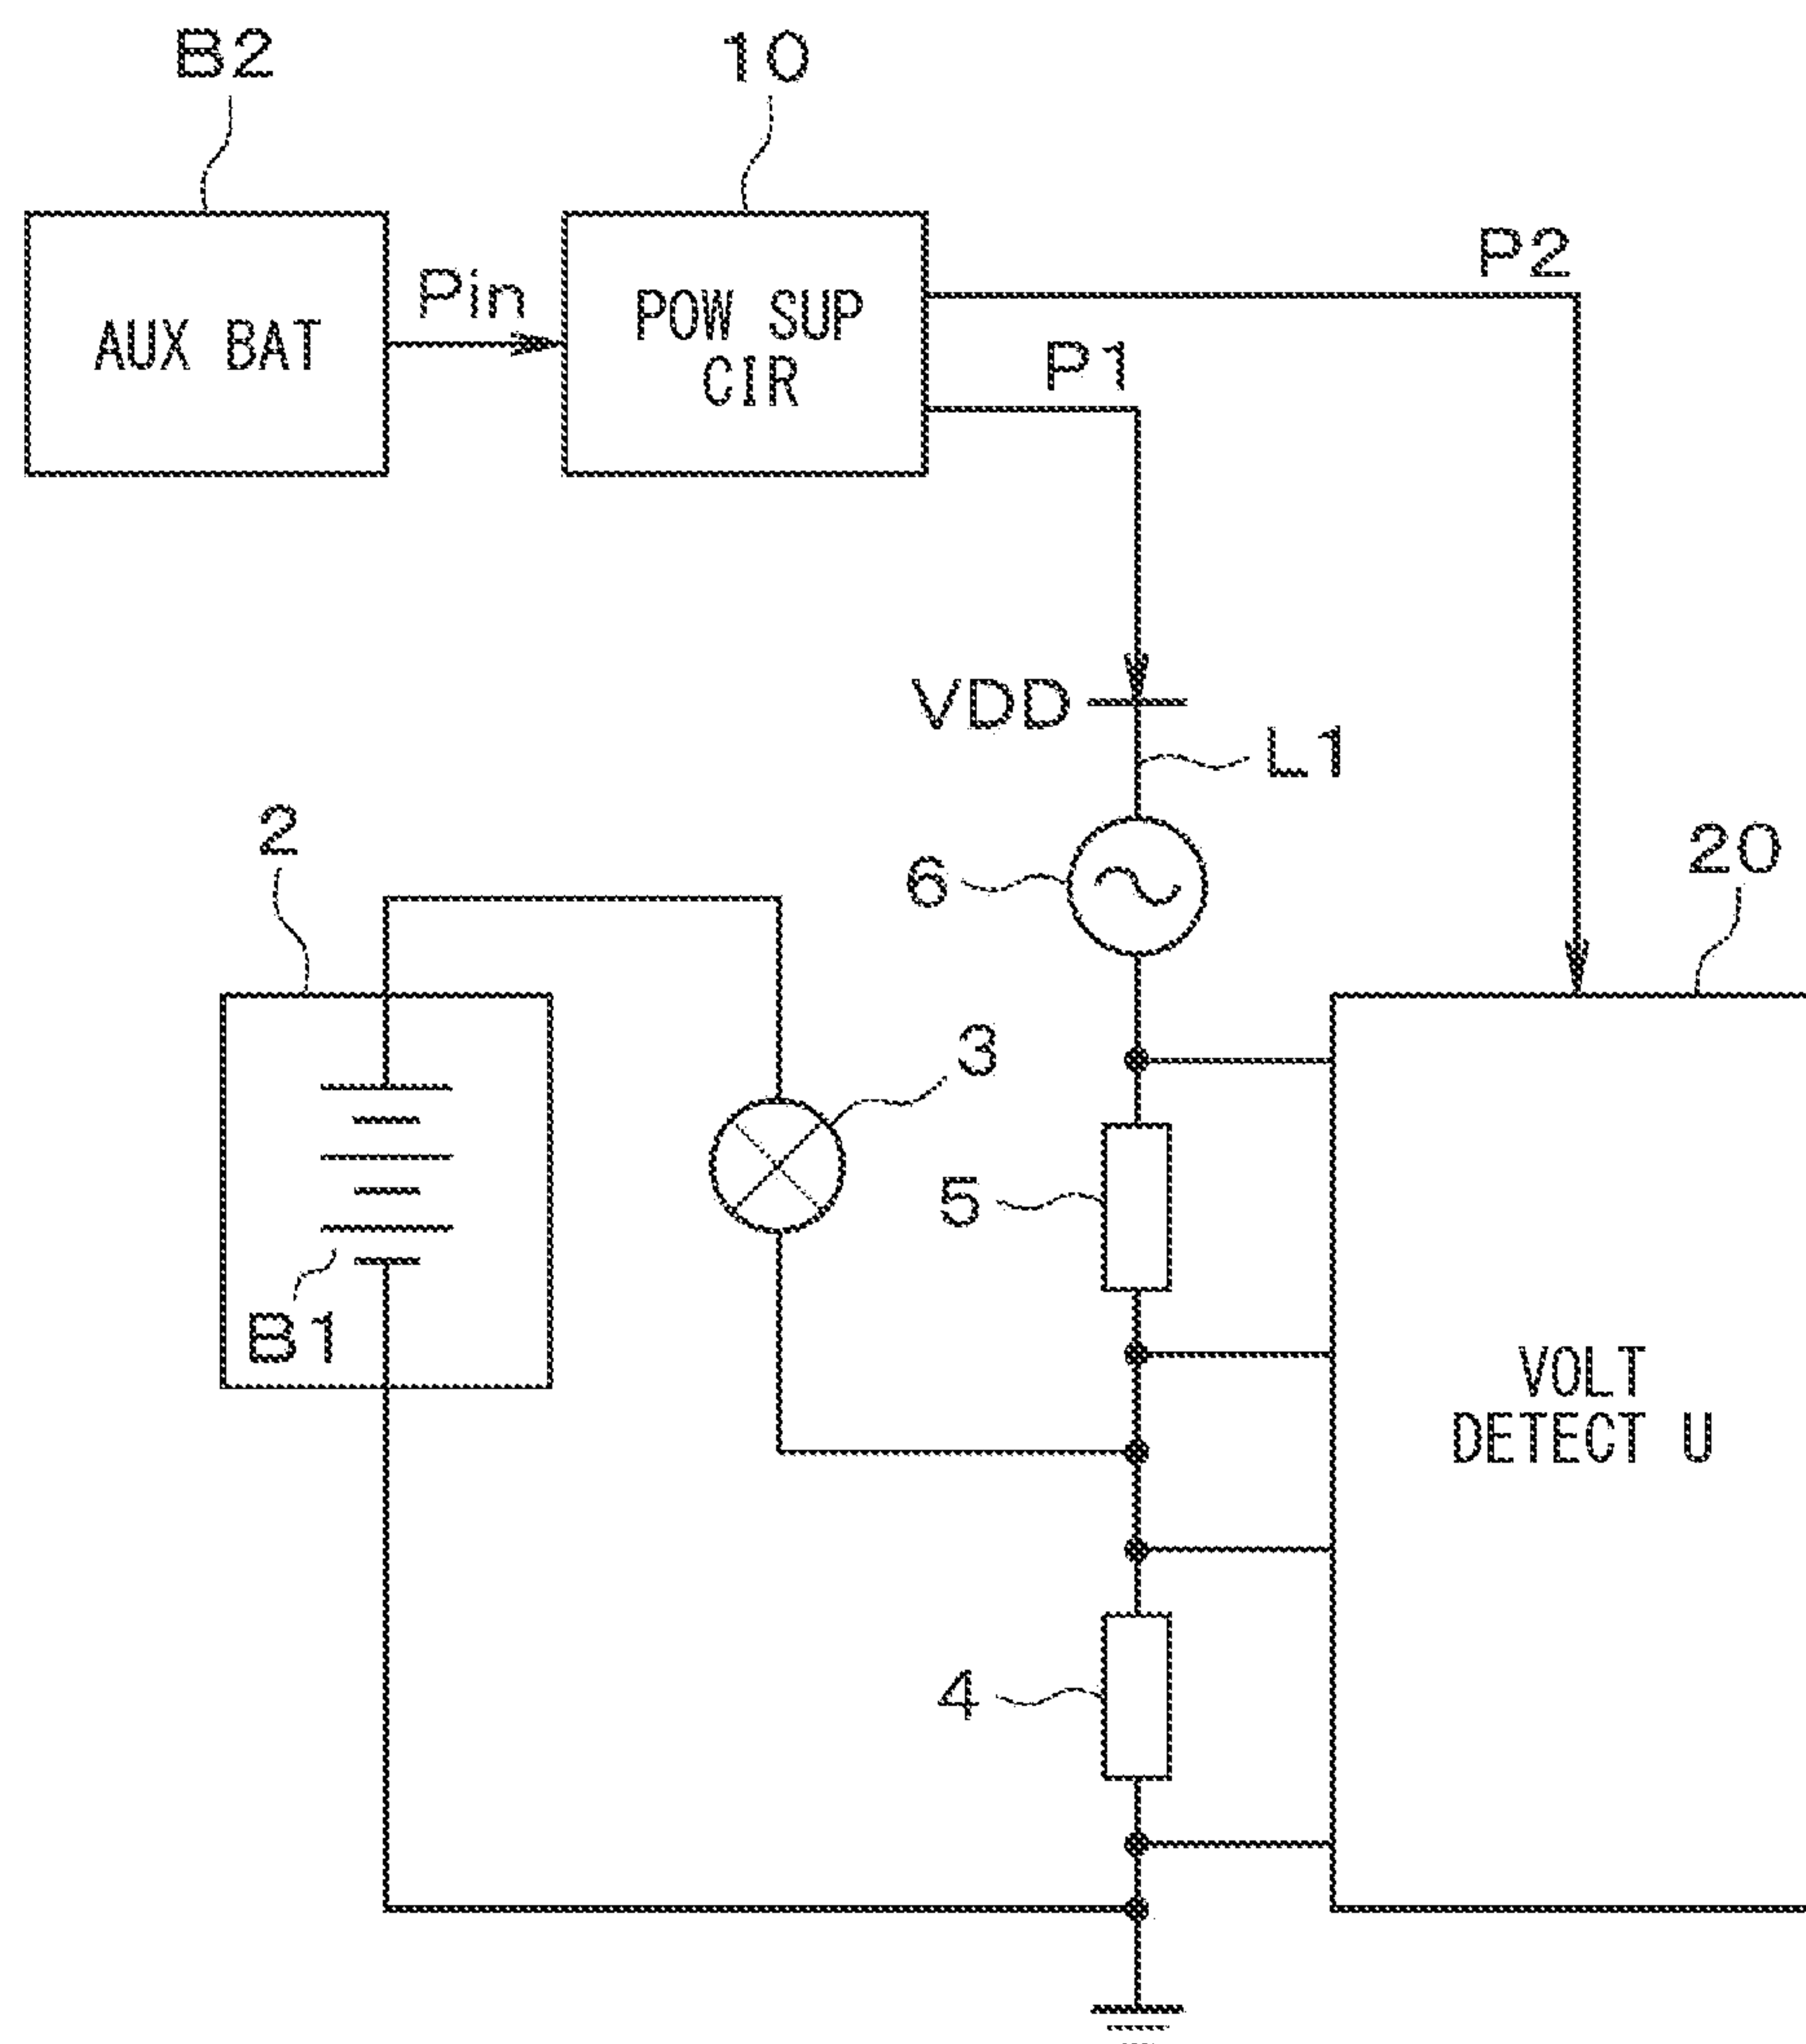 B2
10
AUX BAT
Pin
POW SUP
CIR
P2
P1
VDD
L1
2
6
20
3
5
B1
VOLT
DETECT U
4